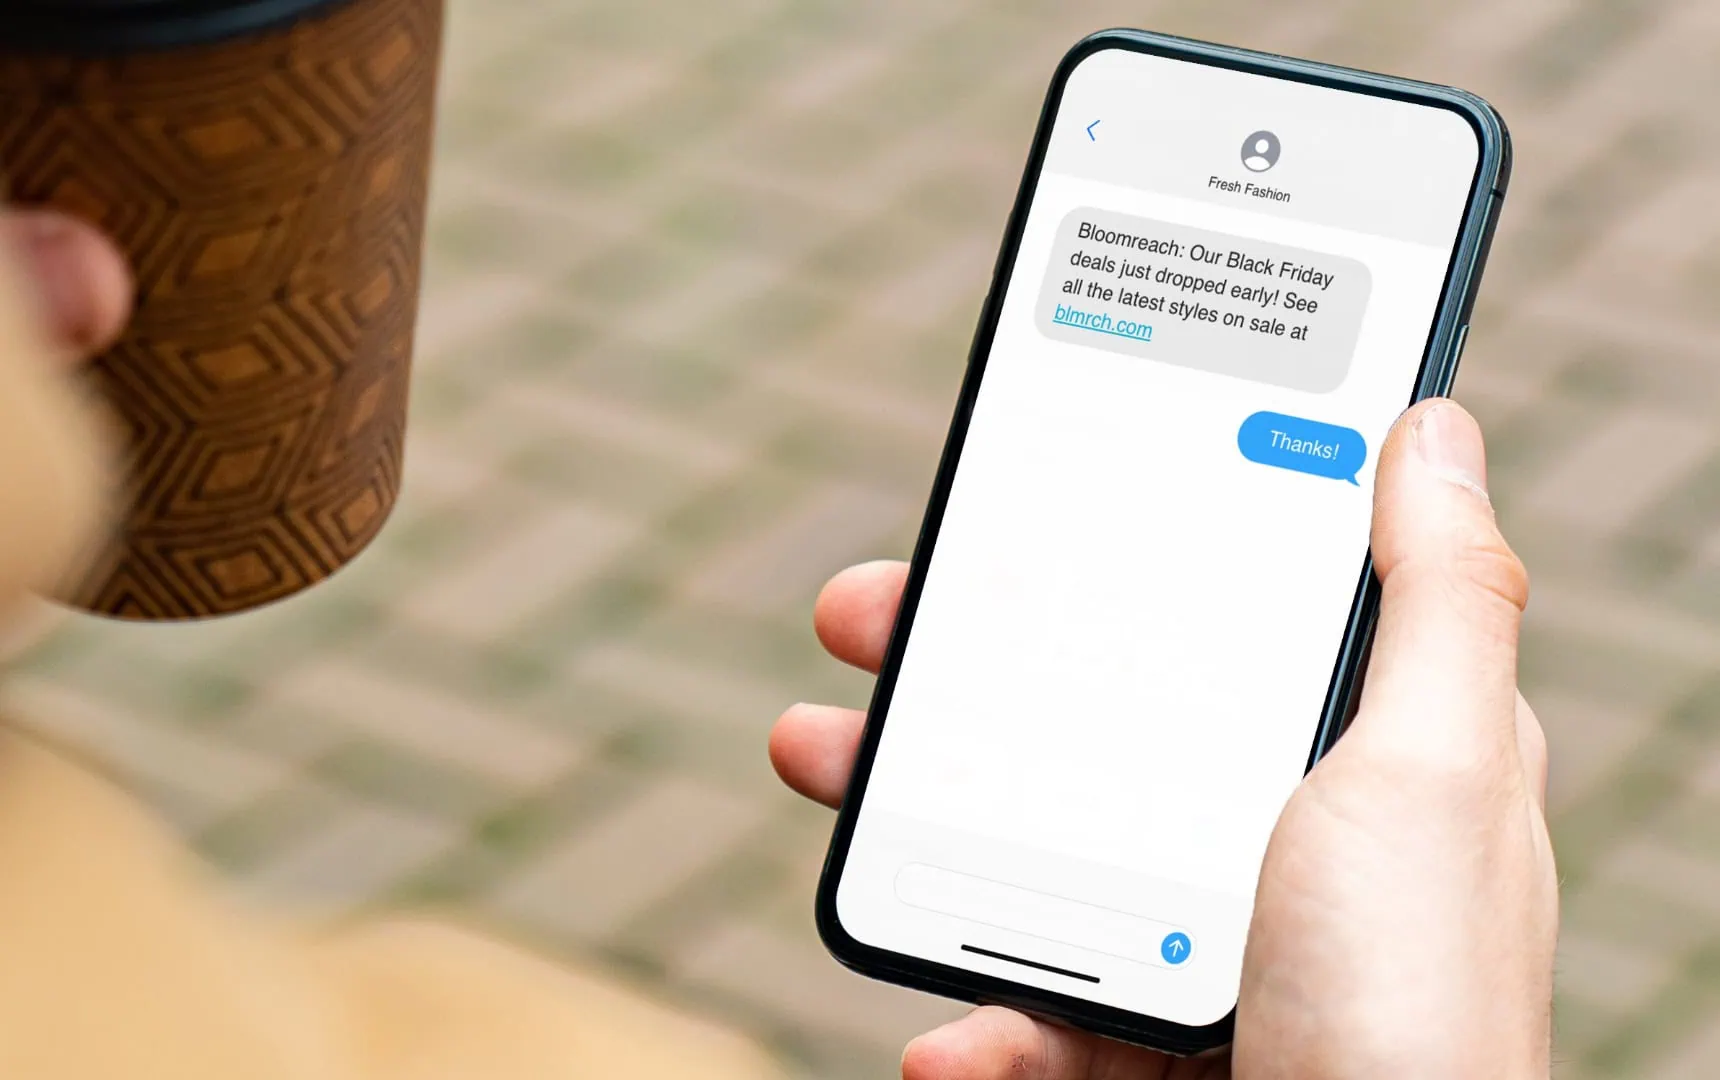 Fresh Fashion
Bloomreach: Our Black Friday
deals just dropped early! See
all the latest styles on sale at
blmrch.com
Thanks!